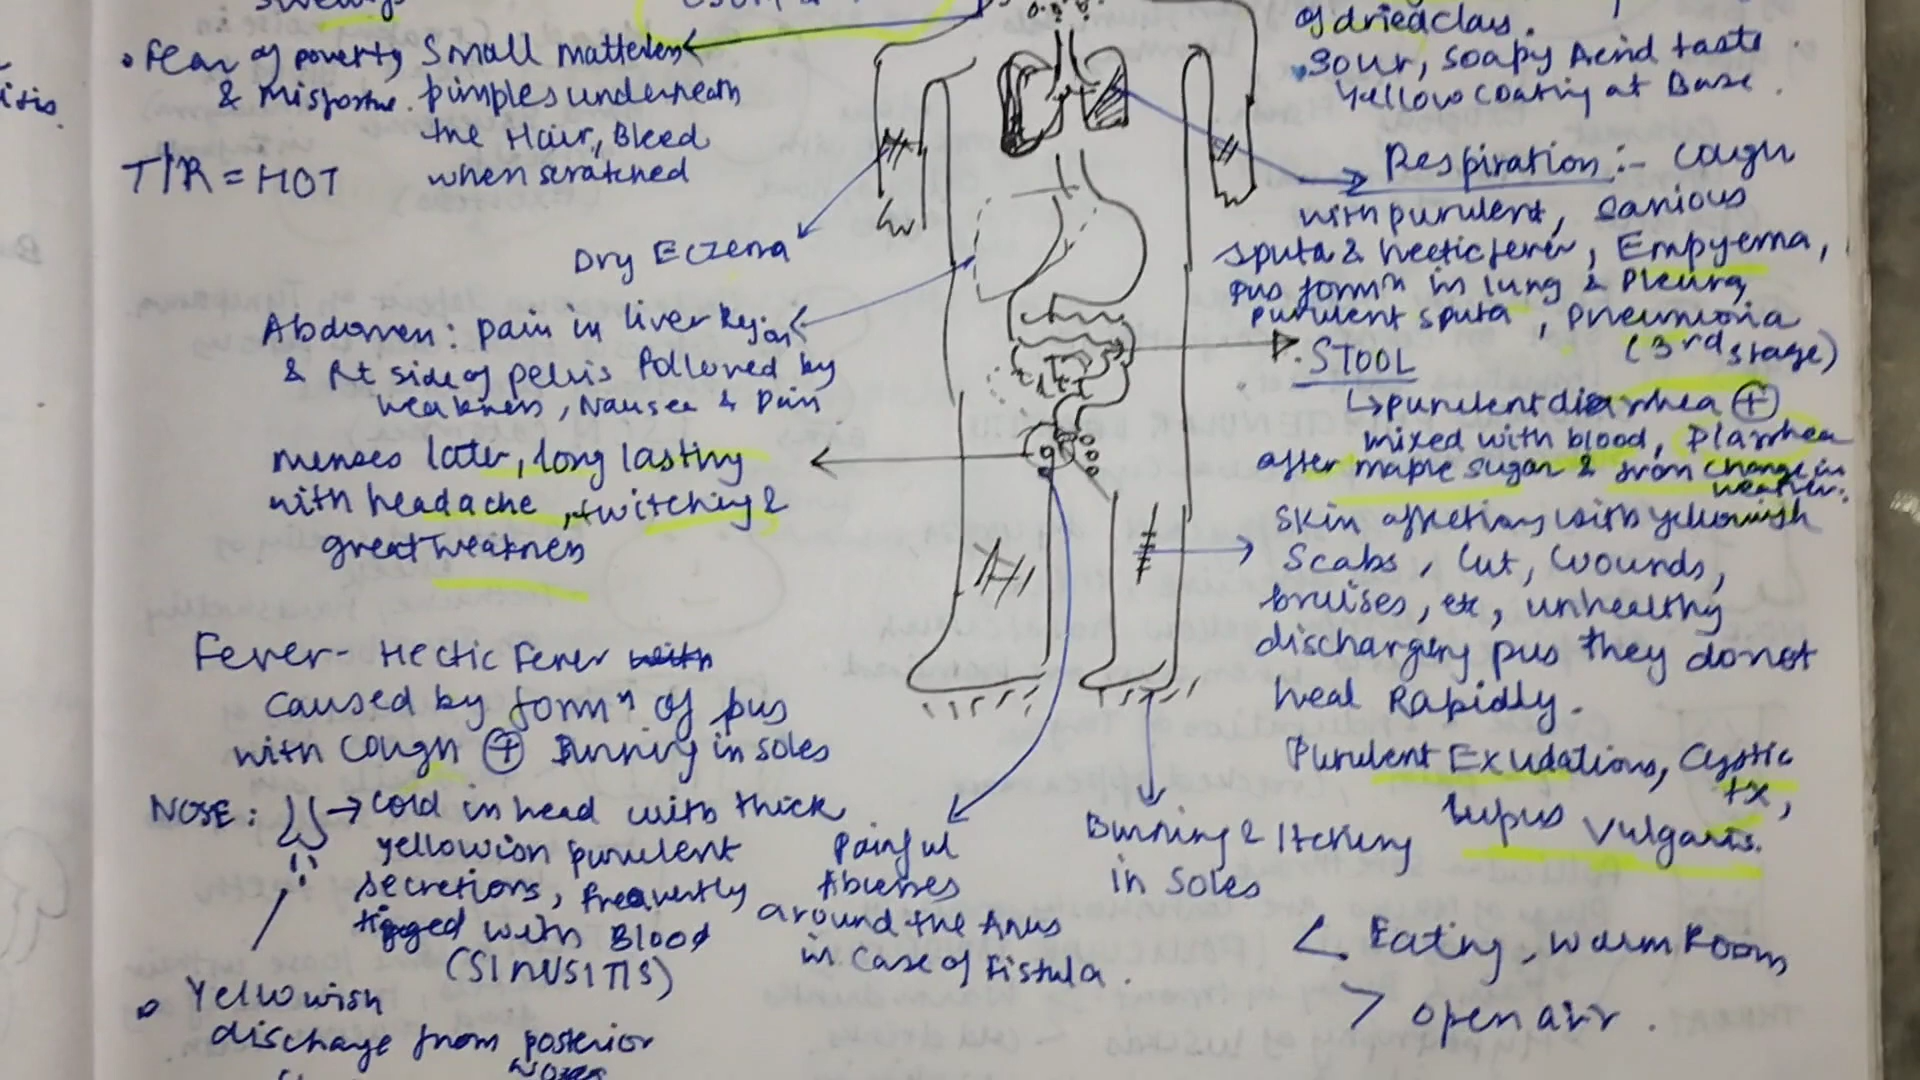 of dried clay.
Sour, soapy Acid taste
Yellow coating at Base.
• Fear of poverty
& misfortune.
T/R = HOT
Small matterless
pimples underneath
the Hair, Bleed
when scratched
Dry Eczema
Respiration :- cough
with purulent, sanious
sputa & hectic fever, Empyema,
pus formⁿ in lung & Pleura,
purulent sputa, pneumonia
(3rd stage)
Abdomen: pain in liver Region
& Rt side of pelvis followed by
weakness, Nausea & Pain
STOOL
↳ purulent diarrhea ⊕
mixed with blood, Diarrhea
after maple sugar & from change in
weather.
menses later, long lasting
with headache, twitching &
great weakness
Skin affections with yellowish
Scabs, Cut, Wounds,
bruises, etc, unhealthy
discharging pus they do not
heal Rapidly.
Purulent Exudations, Cystic
tx,
Lupus Vulgaris.
Fever - Hectic Fever with
caused by formⁿ of pus
with cough ⊕ Burning in soles
NOSE: → cold in head with thick
yellowish purulent
secretions, frequently
tigged with Blood
(SINUSITIS)
Yellowish
discharge from posterior
Painful
Abcesses
around the Anus
in case of Fistula.
Burning & Itching
in Soles
< Eating, warm Room
> open air.